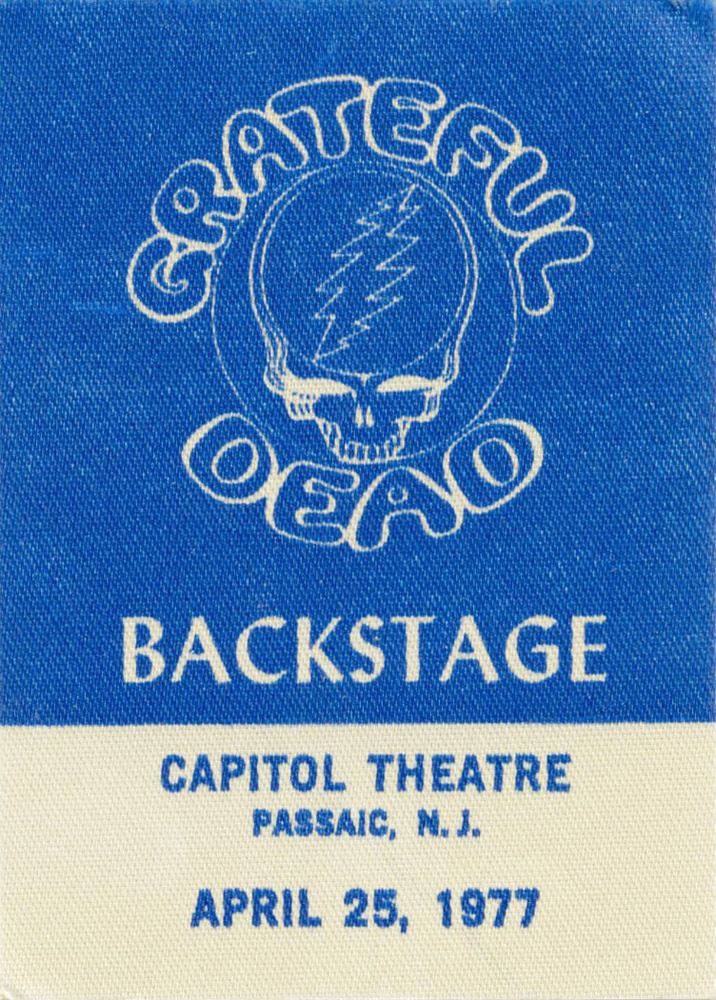 GRATEFUL
DEAD
BACKSTAGE
CAPITOL THEATRE
PASSAIC, N.J.
APRIL 25, 1977